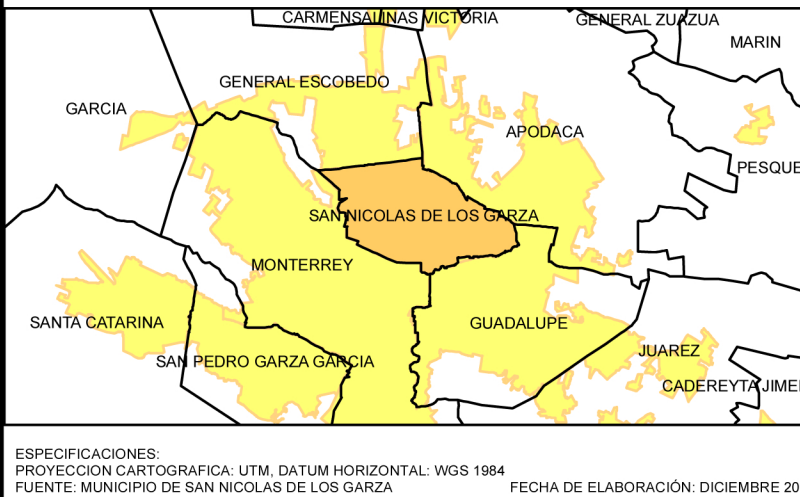 CARMEN
SALINAS VICTORIA
GENERAL ZUAZUA
MARIN
GENERAL ESCOBEDO
GARCIA
APODACA
PESQUE
SAN NICOLAS DE LOS GARZA
MONTERREY
SANTA CATARINA
GUADALUPE
JUAREZ
SAN PEDRO GARZA GARCIA
CADEREYTA JIME
ESPECIFICACIONES:
PROYECCION CARTOGRAFICA: UTM, DATUM HORIZONTAL: WGS 1984
FUENTE: MUNICIPIO DE SAN NICOLAS DE LOS GARZA
FECHA DE ELABORACIÓN: DICIEMBRE 20